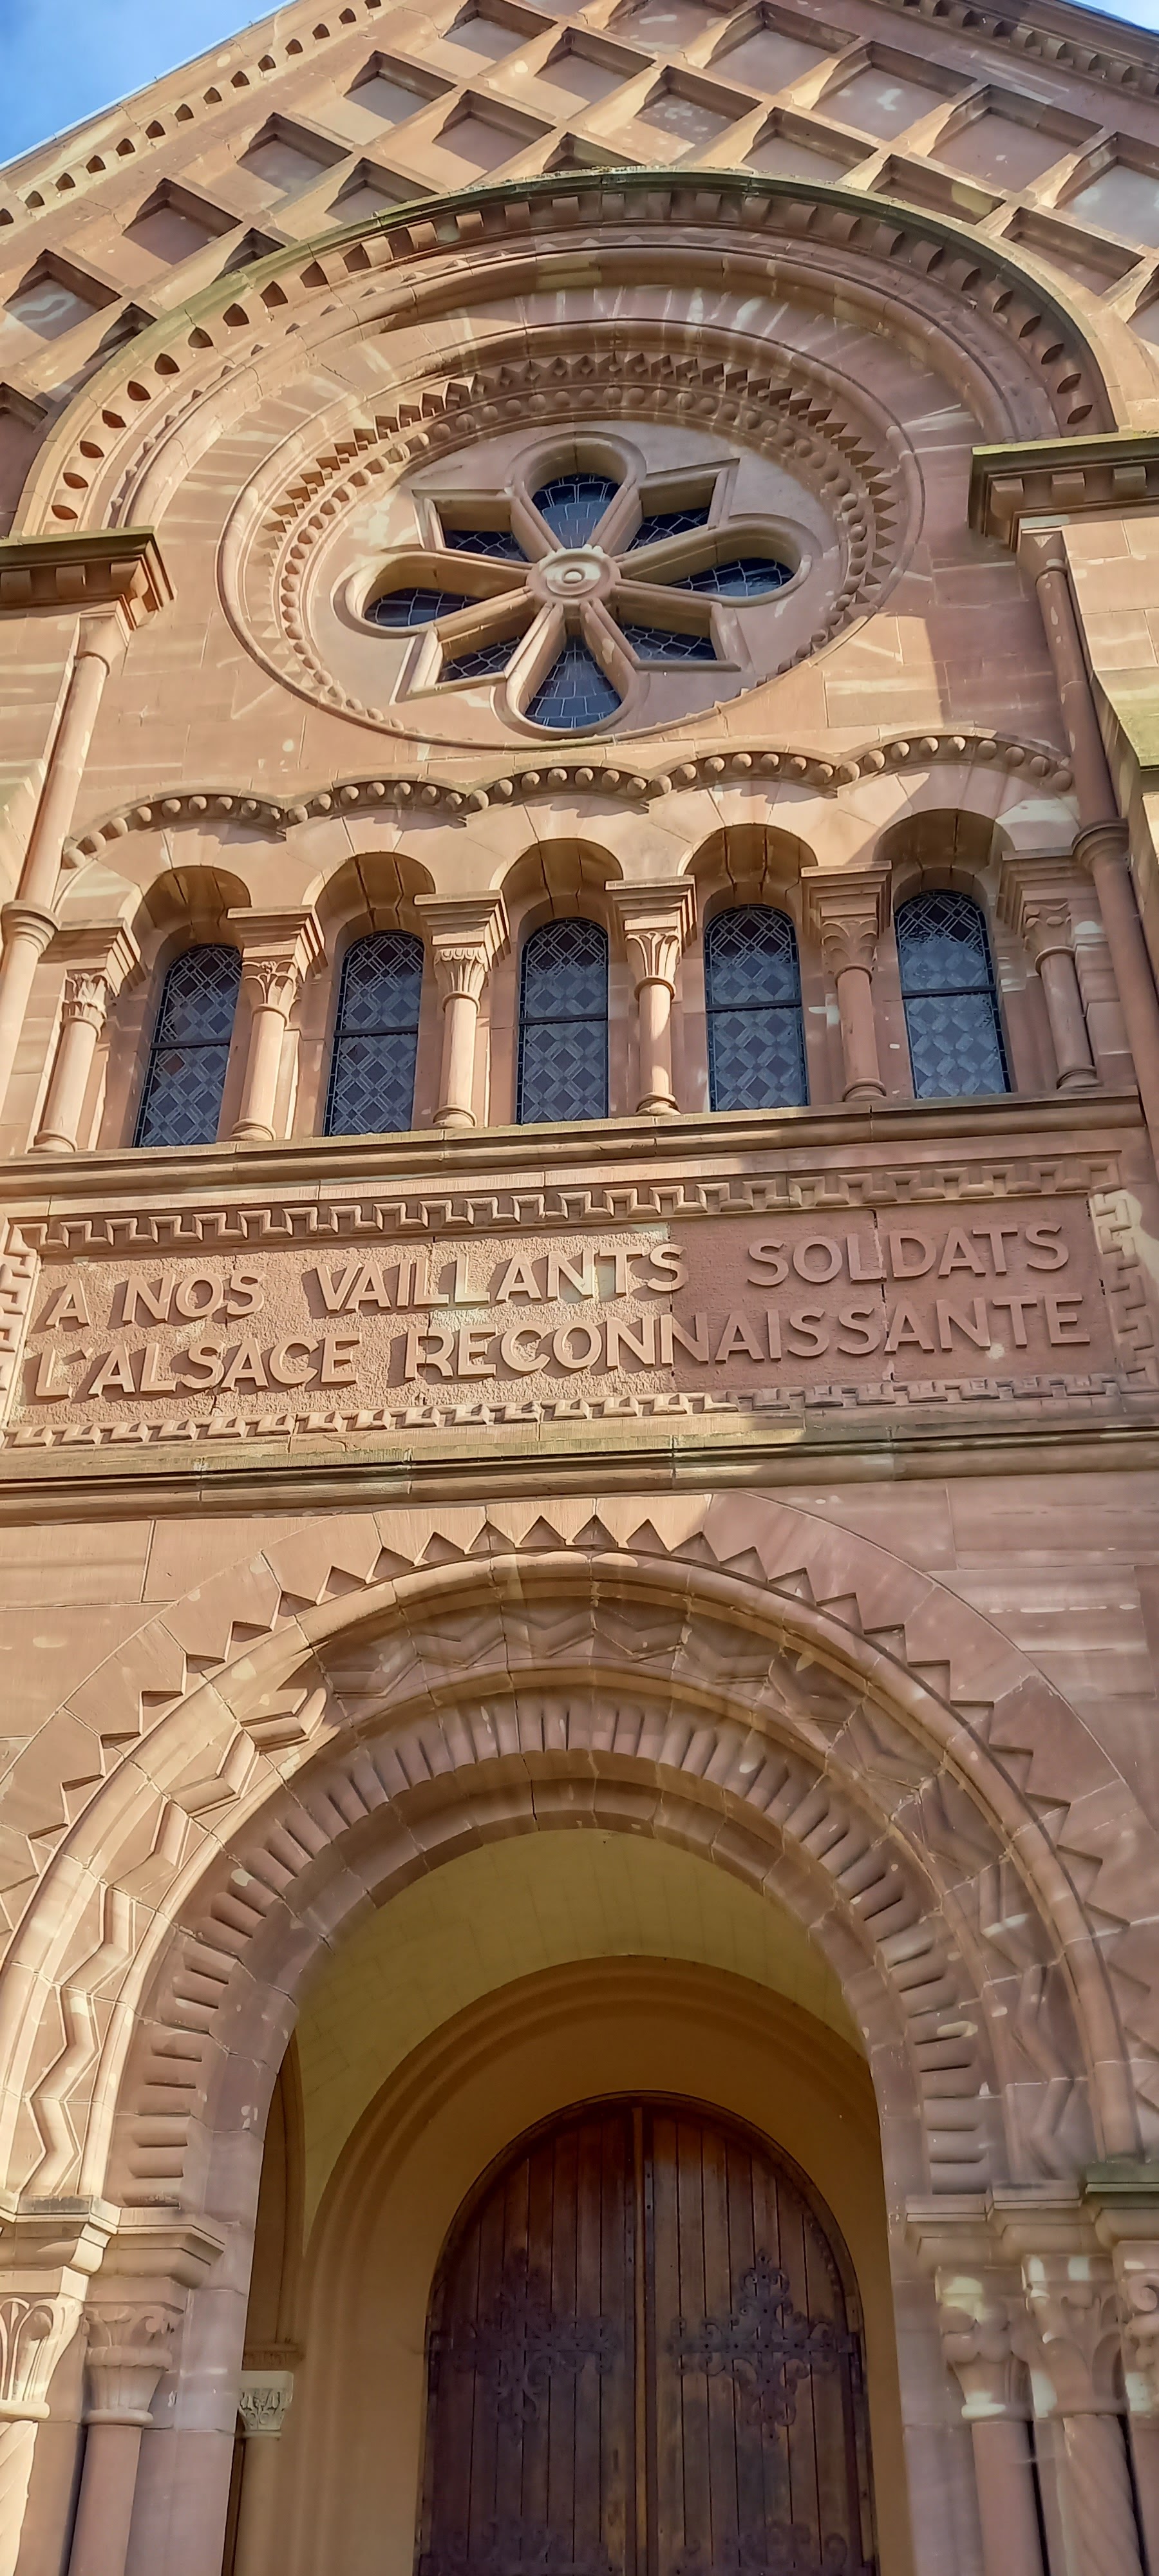 A NOS VAILLANTS SOLDATS
L'ALSACE RECONNAISSANTE